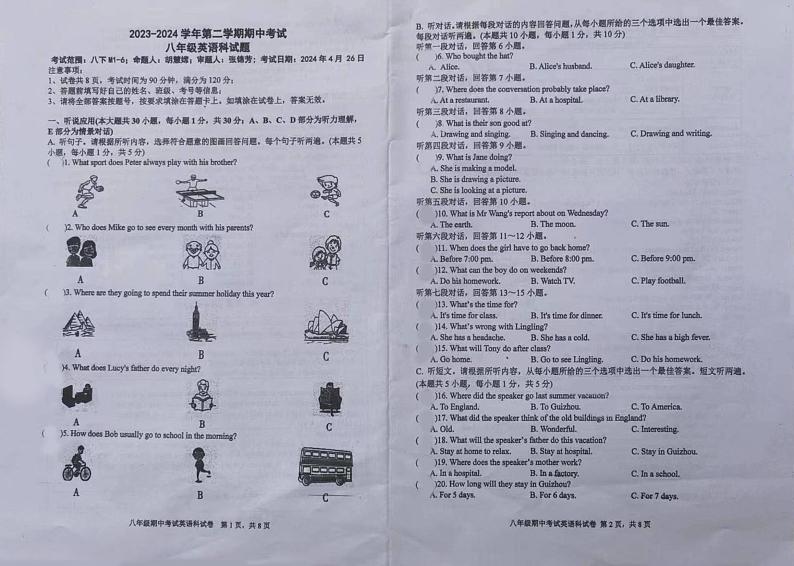 2023-2024 学年第二学期期中考试
八年级英语科试题
考试范围：八下 M1-6；命题人：胡慧嫦；审题人：张锦芳；考试日期：2024 年 4 月 26 日
注意事项：
1、试卷共 8 页，考试时间为 90 分钟，满分为 120 分；
2、答题前填写好自己的姓名、班级、考号等信息；
3、请将全部答案按题号，按要求填涂在答题卡上。如填涂在试卷上，答案无效。
一、听说应用(本大题共 30 小题，每小题 1 分，共 30 分；A、B、C、D 部分为听力理解，
E 部分为情景对话)
A. 听句子。请根据所听内容，选择符合题意的图画回答问题。每个句子听两遍。(本题共 5
小题，每小题 1 分，共 5 分)
( )1. What sport does Peter always play with his brother?
A B C
( )2. Who does Mike go to see every month with his parents?
A B C
( )3. Where are they going to spend their summer holiday this year?
A B C
( )4. What does Lucy's father do every night?
A B C
( )5. How does Bob usually go to school in the morning?
A B C
八年级期中考试英语科试卷 第 1 页，共 8 页
B. 听对话。请根据每段对话的内容回答问题，从每小题所给的三个选项中选出一个最佳答案。
每段对话听两遍。(本题共 10 小题，每小题 1 分，共 10 分)
听第一段对话，回答第 6 小题。
( )6. Who bought the hat?
A. Alice. B. Alice's husband. C. Alice's daughter.
听第二段对话，回答第 7 小题。
( )7. Where does the conversation probably take place?
A. At a restaurant. B. At a hospital. C. At a library.
听第三段对话，回答第 8 小题。
( )8. What is their son good at?
A. Drawing and singing. B. Singing and dancing. C. Drawing and writing.
听第四段对话，回答第 9 小题。
( )9. What is Jane doing?
A. She is making a model.
B. She is drawing a picture.
C. She is looking at a picture.
听第五段对话，回答第 10 小题。
( )10. What is Mr Wang's report about on Wednesday?
A. The earth. B. The moon. C. The sun.
听第六段对话，回答第 11～12 小题。
( )11. When does the girl have to go back home?
A. Before 7:00 pm. B. Before 8:00 pm. C. Before 9:00 pm.
( )12. What can the boy do on weekends?
A. Do his homework. B. Watch TV. C. Play football.
听第七段对话，回答第 13～15 小题。
( )13. What's the time for?
A. It's time for class. B. It's time for dinner. C. It's time for lunch.
( )14. What's wrong with Lingling?
A. She has a headache. B. She has a cold. C. She has a high fever.
( )15. What will Tony do after class?
A. Go home. B. Go to see Lingling. C. Do his homework.
C. 听短文。请根据所听内容，从每小题所给的三个选项中选出一个最佳答案。短文听两遍。
(本题共 5 小题，每小题 1 分，共 5 分)
( )16. Where did the speaker go last summer vacation?
A. To England. B. To Guizhou. C. To America.
( )17. What did the speaker think of the old buildings in England?
A. Old. B. Wonderful. C. Interesting.
( )18. What will the speaker's father do this vacation?
A. Stay at home to relax. B. Stay at hospital. C. Stay in Guizhou.
( )19. Where does the speaker's mother work?
A. In a hospital. B. In a factory. C. In a school.
( )20. How long will they stay in Guizhou?
A. For 5 days. B. For 6 days. C. For 7 days.
八年级期中考试英语科试卷 第 2 页，共 8 页